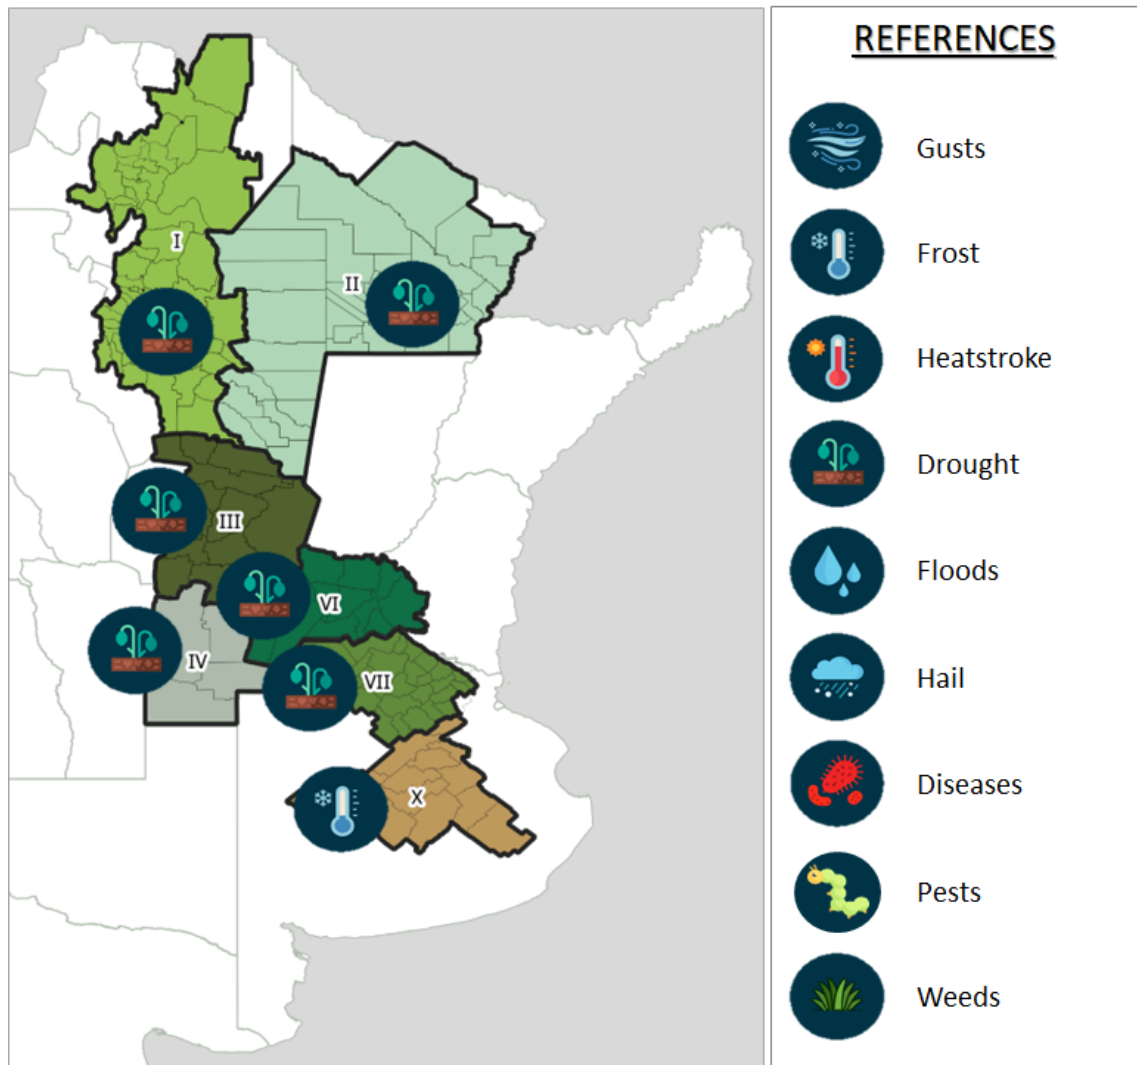 REFERENCES
Gusts
Frost
Heatstroke
Drought
Floods
Hail
Diseases
Pests
Weeds
I
II
III
VI
IV
VII
X